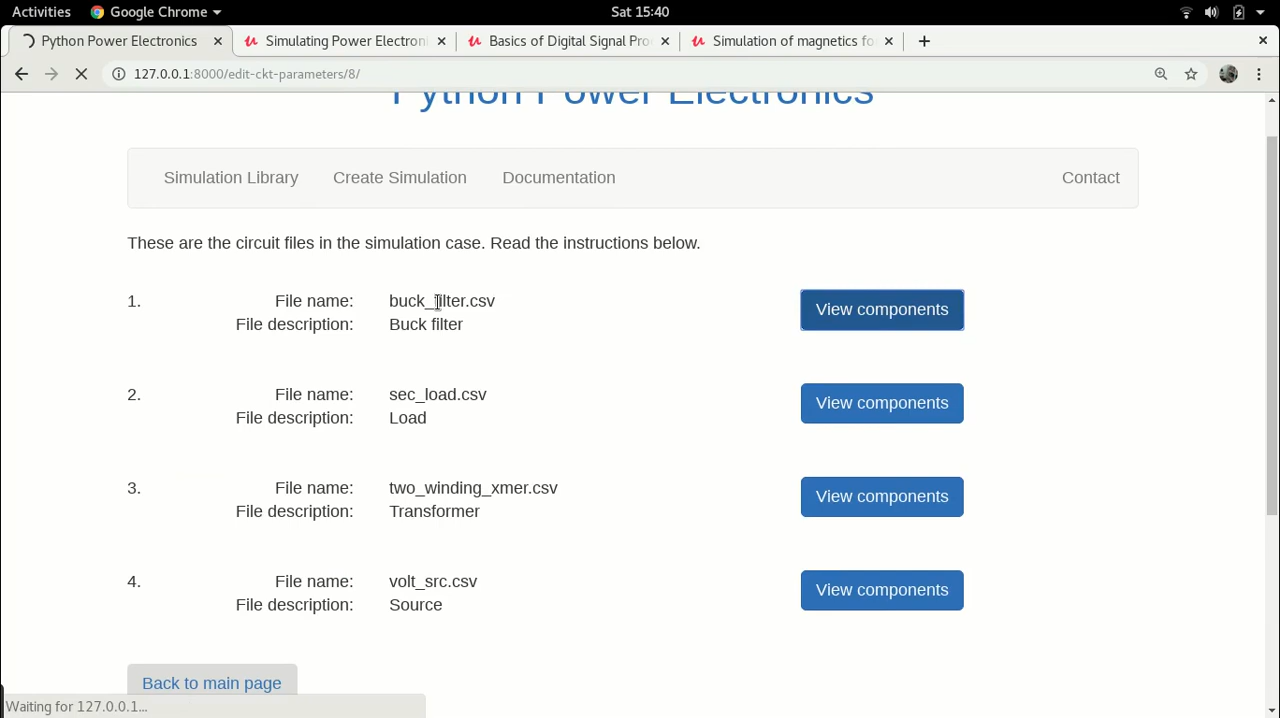 Activities Google Chrome Sat 15:40
Python Power Electronics Simulating Power Electroni Basics of Digital Signal Pro Simulation of magnetics fo
127.0.0.1:8000/edit-ckt-parameters/8/
Python Power Electronics
Simulation Library Create Simulation Documentation Contact
These are the circuit files in the simulation case. Read the instructions below.
1. File name: buck_filter.csv View components
File description: Buck filter
2. File name: sec_load.csv View components
File description: Load
3. File name: two_winding_xmer.csv View components
File description: Transformer
4. File name: volt_src.csv View components
File description: Source
Back to main page
Waiting for 127.0.0.1...